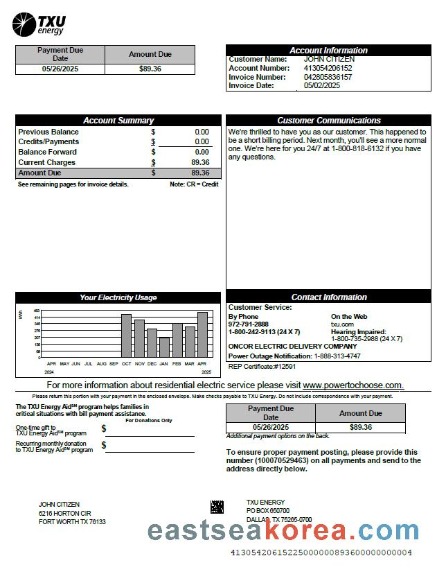 TXU
energy
Payment Due Date
Amount Due
05/26/2025
$89.36
Account Information
Customer Name: JOHN CITIZEN
Account Number: 413054206152
Invoice Number: 042805836157
Invoice Date: 05/02/2025
Account Summary
Previous Balance $ 0.00
Credits/Payments $ 0.00
Balance Forward $ 0.00
Current Charges $ 89.36
Amount Due $ 89.36
See remaining pages for invoice details. Note: CR = Credit
Customer Communications
We're thrilled to have you as our customer. This happened to
be a short billing period. Next month, you'll see a more normal
one. We're here for you 24/7 at 1-800-818-6132 if you have
any questions.
Your Electricity Usage
APR MAY JUN JUL AUG SEP OCT NOV DEC JAN FEB MAR APR
2024 2025
Contact Information
Customer Service:
By Phone On the Web
972-791-2888 txu.com
1-800-242-9113 (24 X 7) Hearing Impaired:
1-800-735-2988 (24 X 7)
ONCOR ELECTRIC DELIVERY COMPANY
Power Outage Notification: 1-888-313-4747
REP Certificate:#12591
For more information about residential electric service please visit www.powertochoose.com.
Please return this portion with your payment in the enclosed envelope. Make checks payable to TXU Energy. Do not include correspondence with your payment.
The TXU Energy Aid℠ program helps families in
critical situations with bill payment assistance.
For Donations Only
One-time gift to
TXU Energy Aid℠ program $
Recurring monthly donation
to TXU Energy Aid℠ program $
Payment Due Date
Amount Due
05/26/2025
$89.36
Additional payment options on the back.
To ensure proper payment posting, please provide this
number (100070529463) on all payments and send to the
address directly below.
JOHN CITIZEN
6216 HORTON CIR
FORT WORTH TX 76133
TXU ENERGY
PO BOX 650700
DALLAS, TX 75265-0700
eastseakorea.com